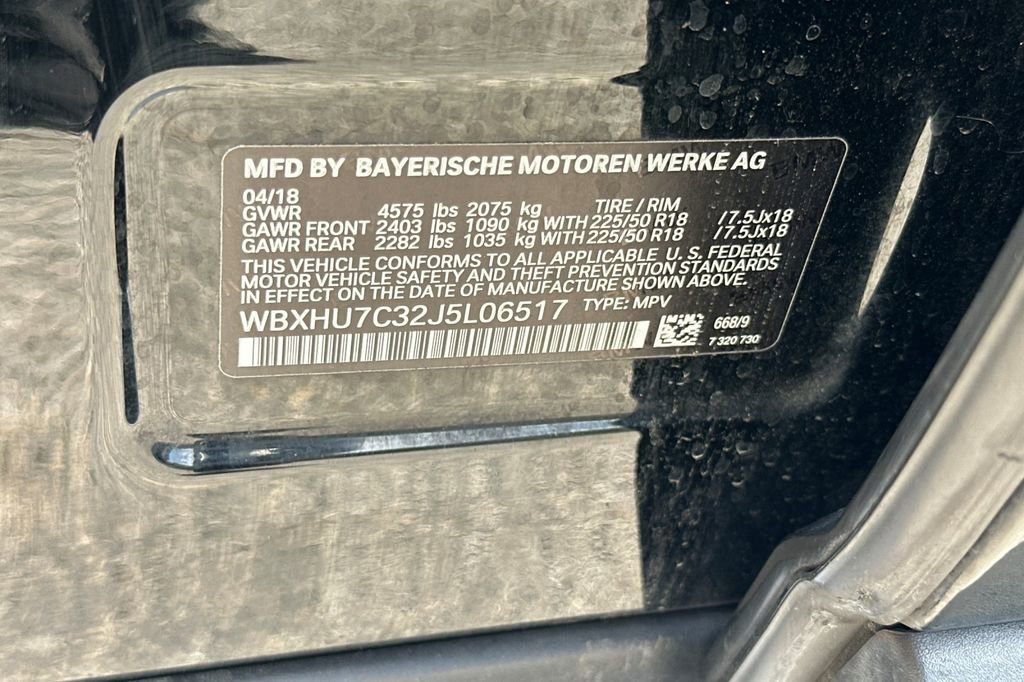 MFD BY BAYERISCHE MOTOREN WERKE AG
04/18 TIRE / RIM
GVWR 4575 lbs 2075 kg
GAWR FRONT 2403 lbs 1090 kg WITH 225/50 R18 /7.5Jx18
GAWR REAR 2282 lbs 1035 kg WITH 225/50 R18 /7.5Jx18
THIS VEHICLE CONFORMS TO ALL APPLICABLE U. S. FEDERAL
MOTOR VEHICLE SAFETY AND THEFT PREVENTION STANDARDS
IN EFFECT ON THE DATE OF MANUFACTURE SHOWN ABOVE.
WBXHU7C32J5L06517 TYPE: MPV
668/9
7 320 730